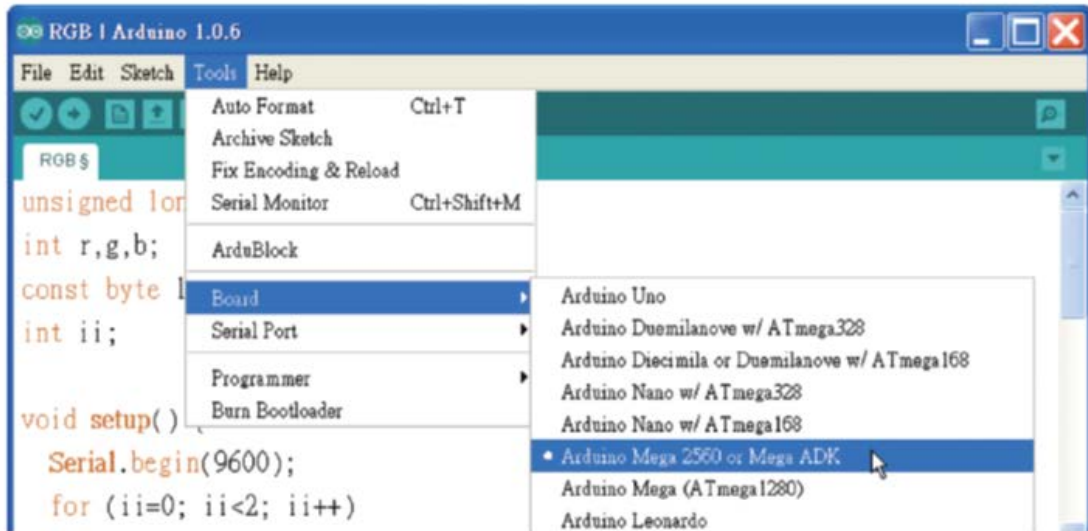 RGB | Arduino 1.0.6
File Edit Sketch Tools Help
Auto Format Ctrl+T
Archive Sketch
Fix Encoding & Reload
Serial Monitor Ctrl+Shift+M
ArduBlock
Board
Serial Port
Programmer
Burn Bootloader
Arduino Uno
Arduino Duemilanove w/ ATmega328
Arduino Diecimila or Duemilanove w/ ATmega168
Arduino Nano w/ ATmega328
Arduino Nano w/ ATmega168
Arduino Mega 2560 or Mega ADK
Arduino Mega (ATmega1280)
Arduino Leonardo
RGB §
unsigned lon
int r,g,b;
const byte l
int ii;
void setup() {
Serial.begin(9600);
for (ii=0; ii<2; ii++)